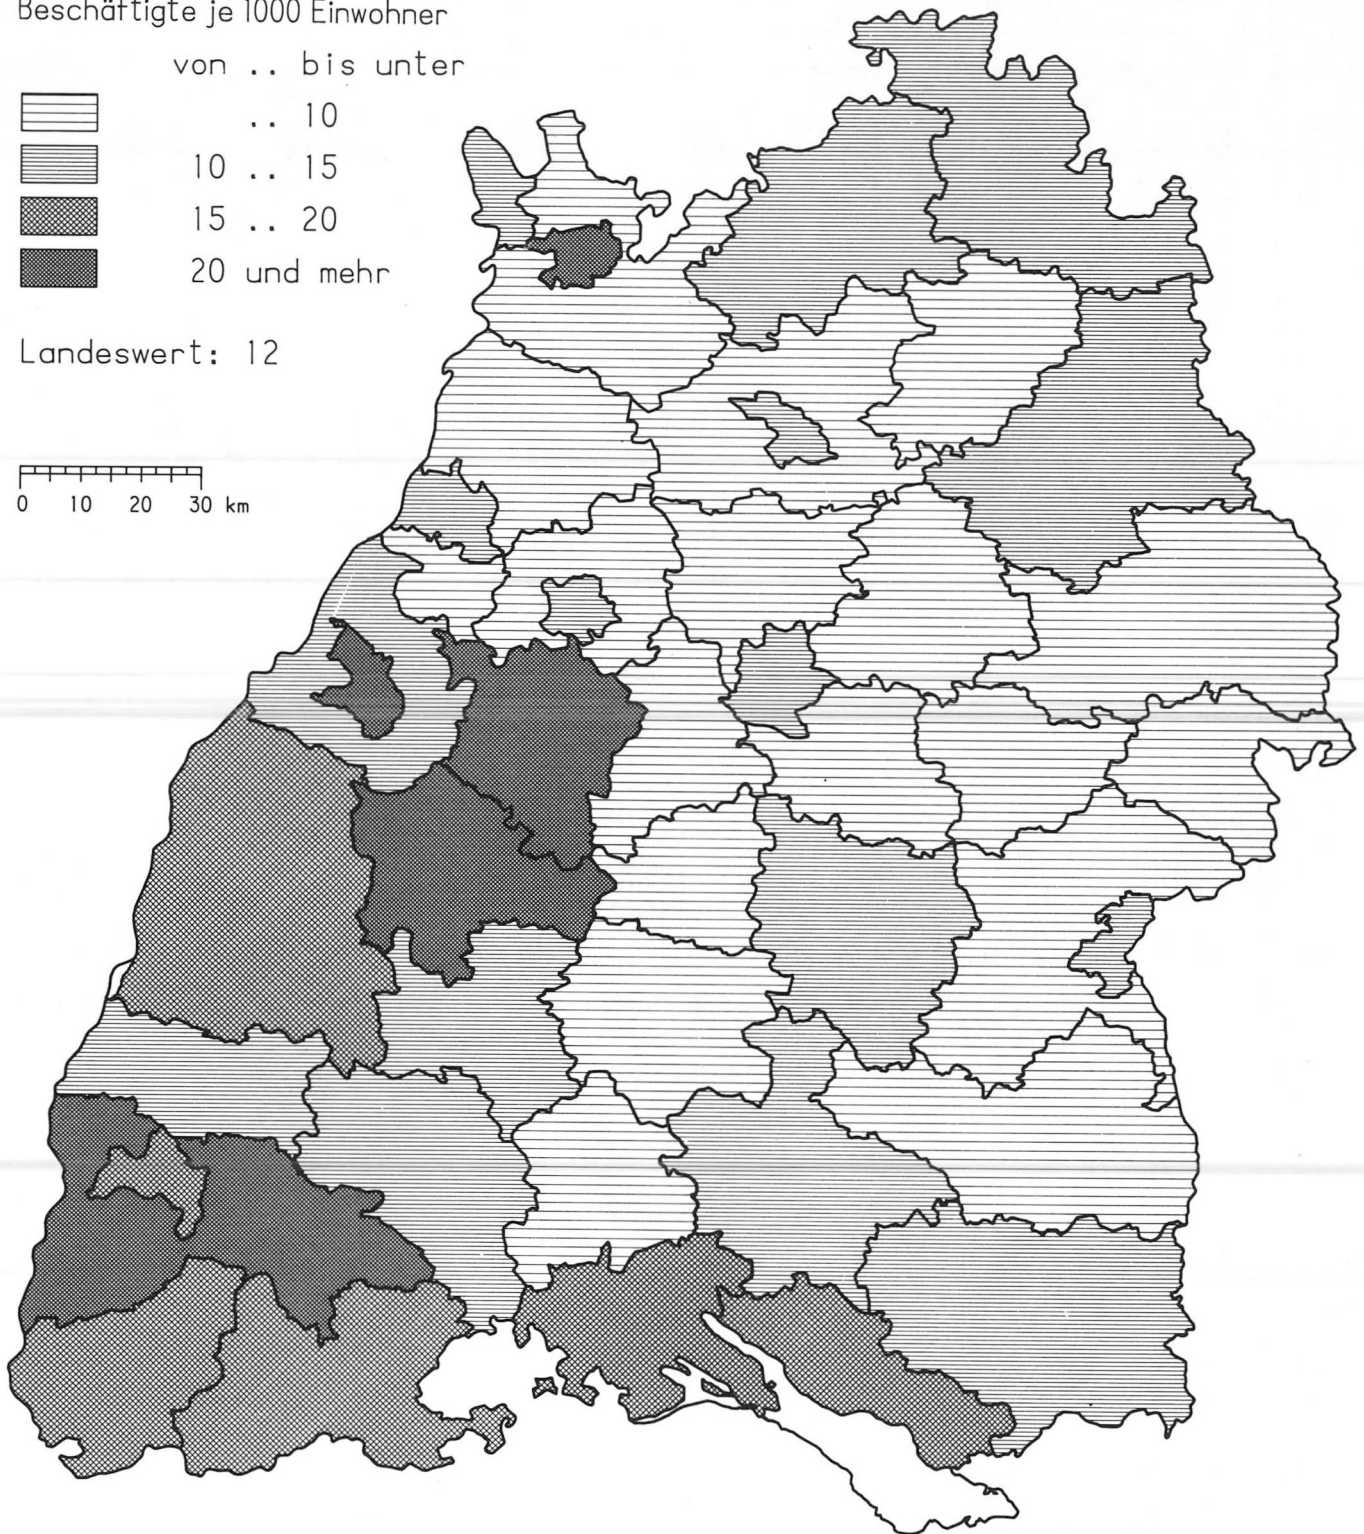 Beschäftigte je 1000 Einwohner
von .. bis unter
.. 10
10 .. 15
15 .. 20
20 und mehr
Landeswert: 12
0 10 20 30 km